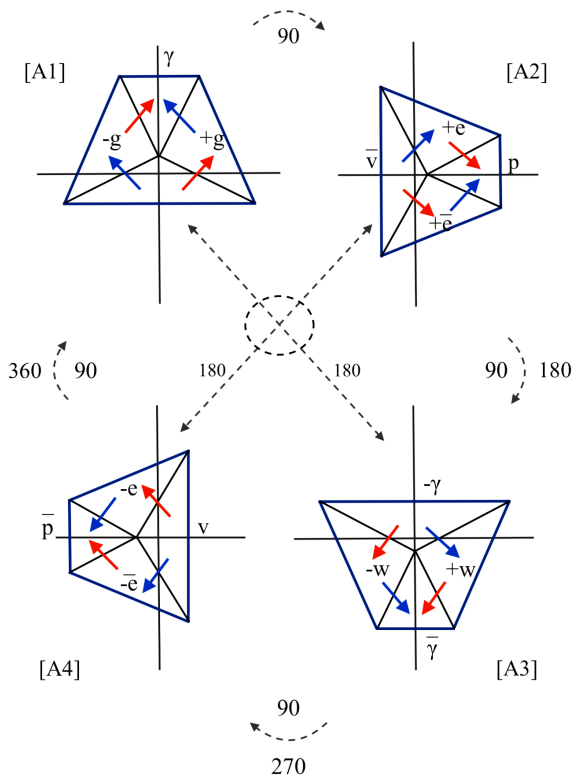 90
[A1]
γ
[A2]
-g
+g
+e
v̅
p
+e̅
360
90
180
180
90
180
-γ
-e
p̅
v
-e̅
-w
+w
γ̅
[A4]
[A3]
90
270